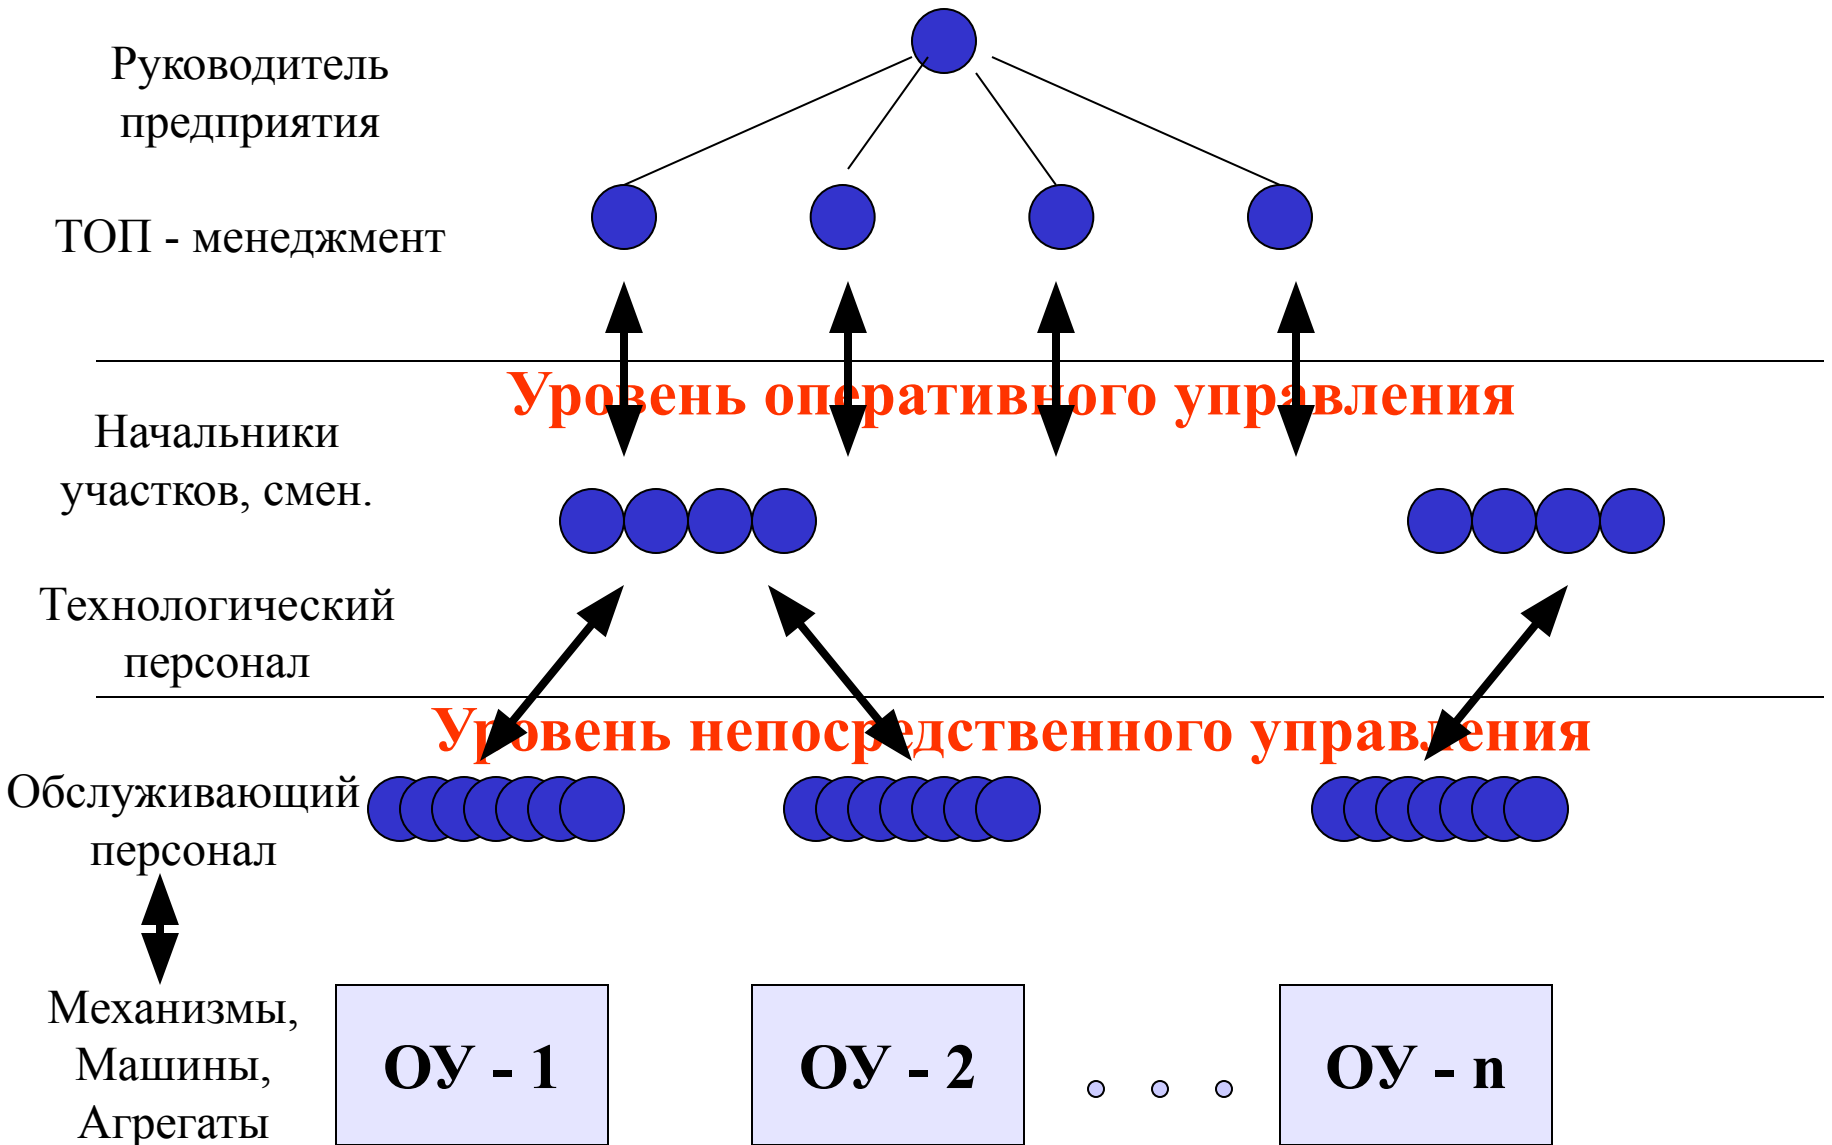 Руководитель
предприятия
ТОП - менеджмент
Уровень оперативного управления
Начальники
участков, смен.
Технологический
персонал
Уровень непосредственного управления
Обслуживающий
персонал
Механизмы,
Машины,
Агрегаты
ОУ - 1
ОУ - 2
ОУ - n